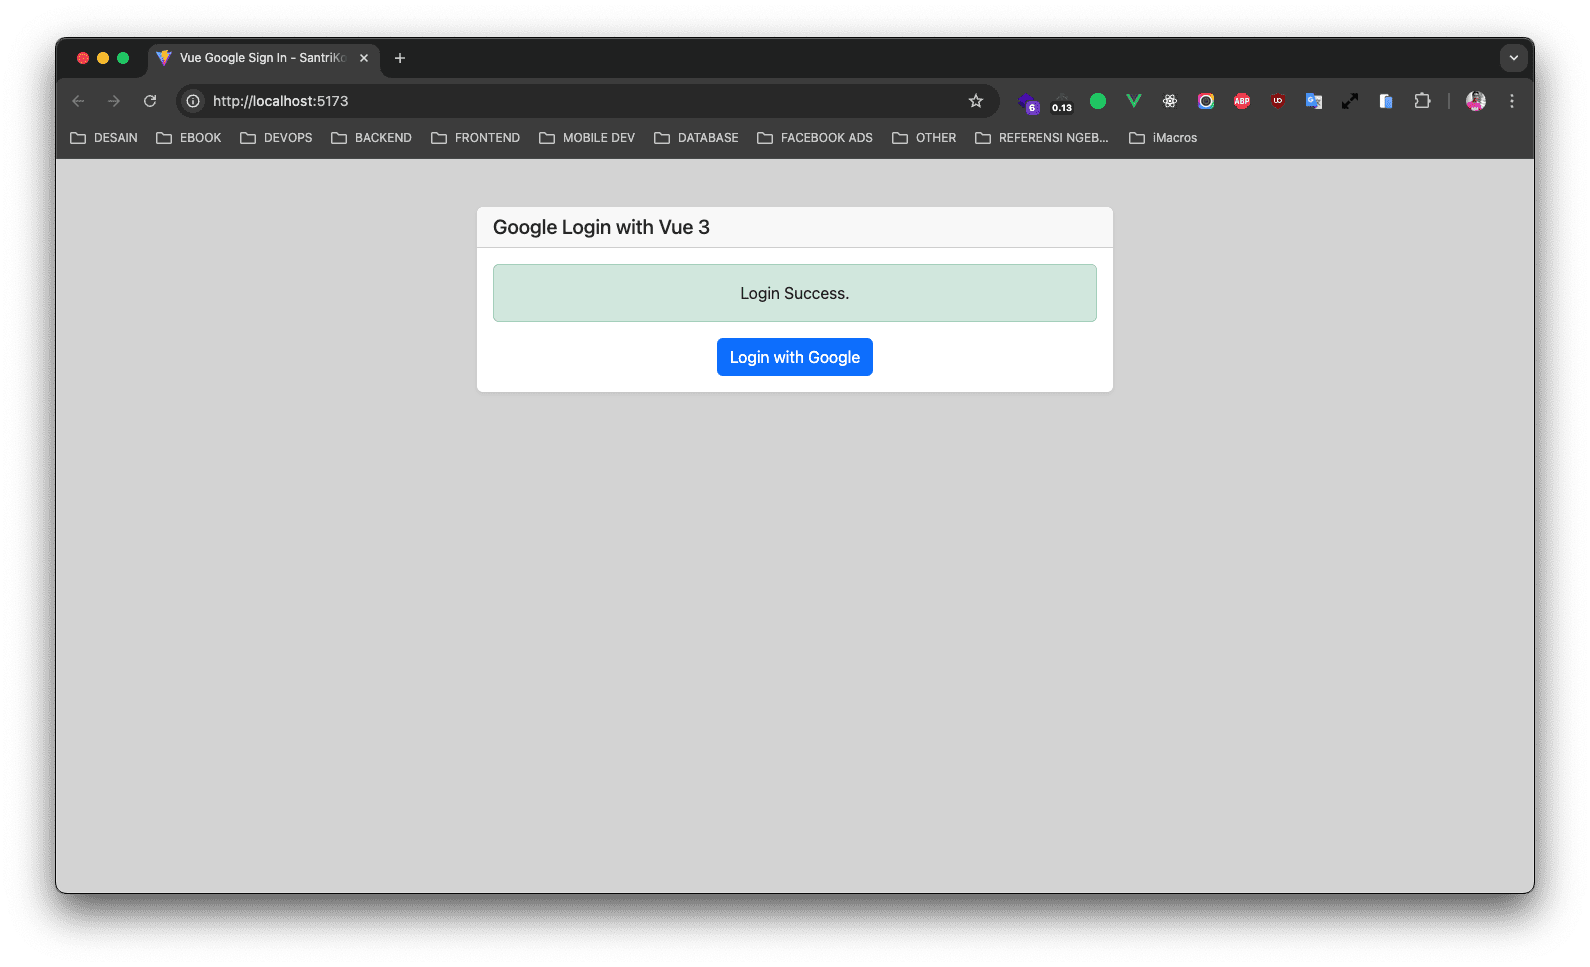 Vue Google Sign In - SantriKo
http://localhost:5173
6
0.13
ABP
DESAIN EBOOK DEVOPS BACKEND FRONTEND MOBILE DEV DATABASE FACEBOOK ADS OTHER REFERENSI NGEB... iMacros
Google Login with Vue 3
Login Success.
Login with Google